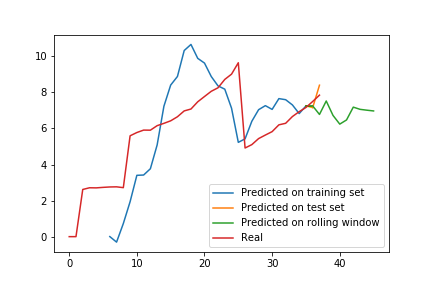 10
8
6
4
2
0
0
10
20
30
40
Predicted on training set
Predicted on test set
Predicted on rolling window
Real